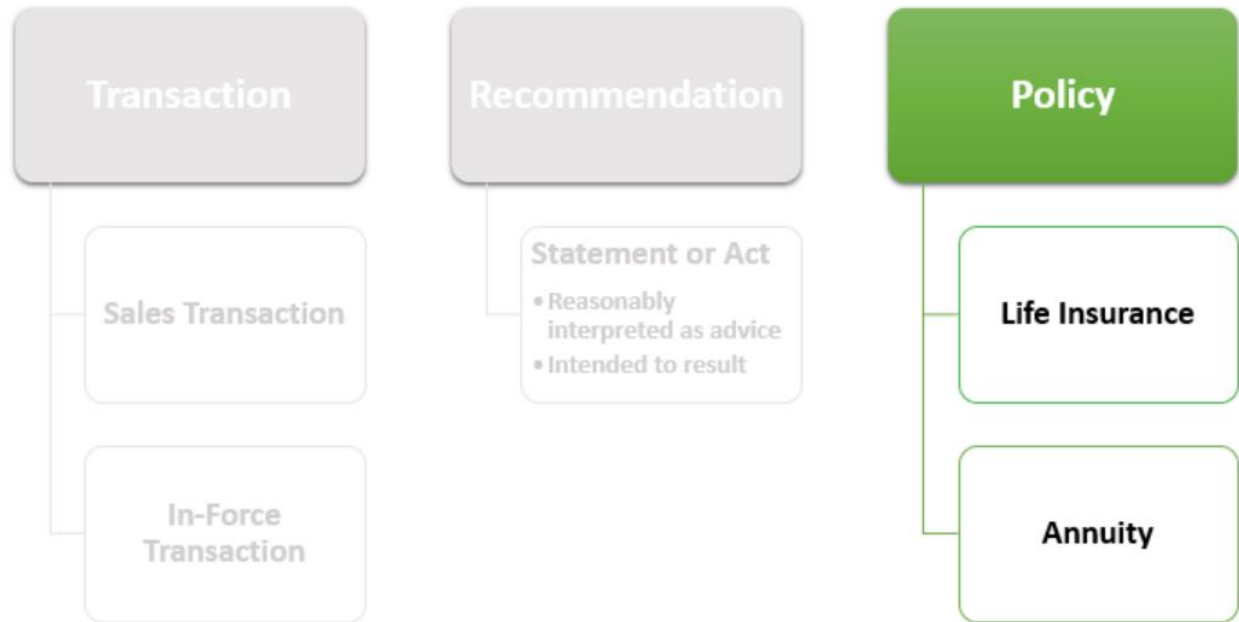 Transaction
Recommendation
Policy
Sales Transaction
Statement or Act
• Reasonably
interpreted as advice
• Intended to result
Life Insurance
In-Force
Transaction
Annuity